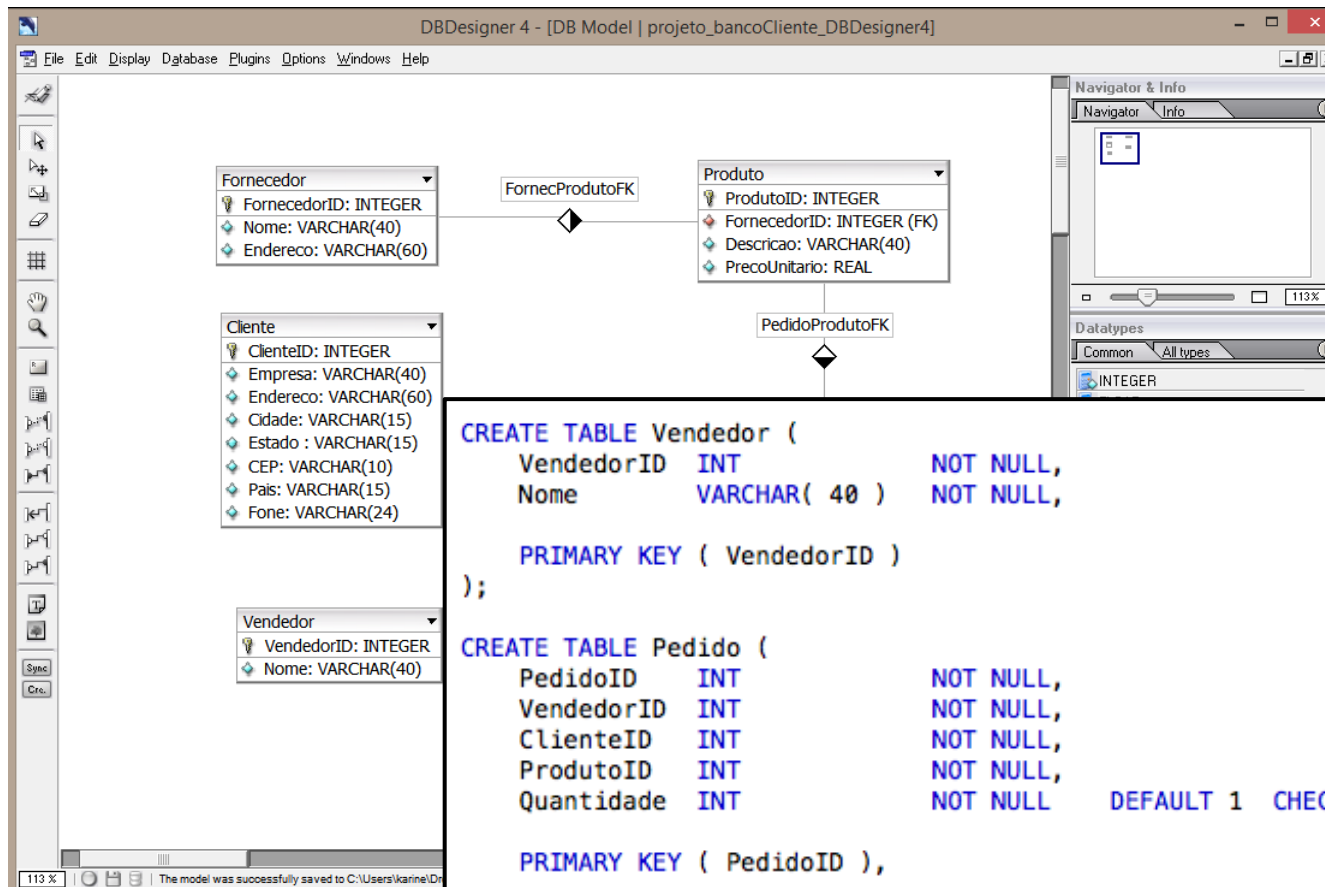 DBDesigner 4 - [DB Model | projeto_bancoCliente_DBDesigner4]
File Edit Display Database Plugins Options Windows Help
Navigator & Info
Navigator Info
113%
Datatypes
Common All types
INTEGER
Fornecedor
FornecedorID: INTEGER
Nome: VARCHAR(40)
Endereco: VARCHAR(60)
FornecProdutoFK
Produto
ProdutoID: INTEGER
FornecedorID: INTEGER (FK)
Descricao: VARCHAR(40)
PrecoUnitario: REAL
PedidoProdutoFK
Cliente
ClienteID: INTEGER
Empresa: VARCHAR(40)
Endereco: VARCHAR(60)
Cidade: VARCHAR(15)
Estado : VARCHAR(15)
CEP: VARCHAR(10)
Pais: VARCHAR(15)
Fone: VARCHAR(24)
Vendedor
VendedorID: INTEGER
Nome: VARCHAR(40)
Sync
Cre.
CREATE TABLE Vendedor (
VendedorID INT NOT NULL,
Nome VARCHAR( 40 ) NOT NULL,
PRIMARY KEY ( VendedorID )
);
CREATE TABLE Pedido (
PedidoID INT NOT NULL,
VendedorID INT NOT NULL,
ClienteID INT NOT NULL,
ProdutoID INT NOT NULL,
Quantidade INT NOT NULL DEFAULT 1
PRIMARY KEY ( PedidoID ),
113 % The model was successfully saved to C:\Users\karine\